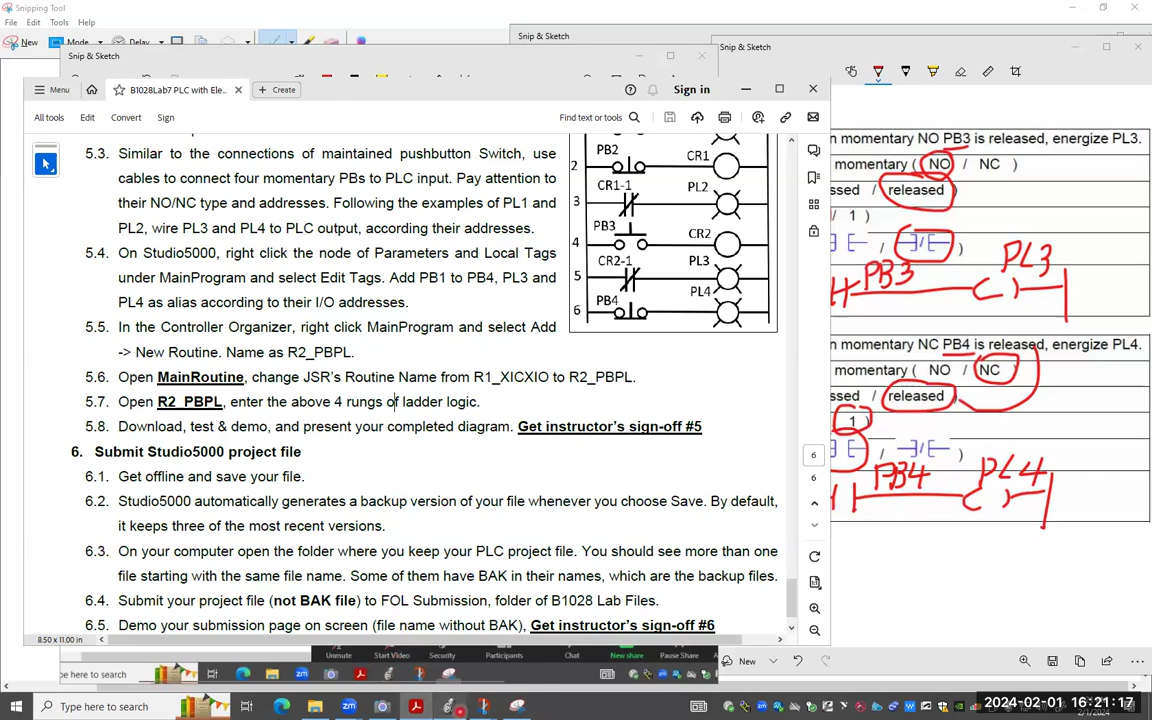 Snipping Tool
File Edit Tools Help
New Mode Delay
Snip & Sketch
Snip & Sketch
Snip & Sketch
Menu B1028Lab7 PLC with Ele... Create Sign in
All tools Edit Convert Sign Find text or tools
5.3. Similar to the connections of maintained pushbutton Switch, use
cables to connect four momentary PBs to PLC input. Pay attention to
their NO/NC type and addresses. Following the examples of PL1 and
PL2, wire PL3 and PL4 to PLC output, according their addresses.
5.4. On Studio5000, right click the node of Parameters and Local Tags
under MainProgram and select Edit Tags. Add PB1 to PB4, PL3 and
PL4 as alias according to their I/O addresses.
5.5. In the Controller Organizer, right click MainProgram and select Add
-> New Routine. Name as R2_PBPL.
5.6. Open MainRoutine, change JSR's Routine Name from R1_XICXIO to R2_PBPL.
5.7. Open R2_PBPL, enter the above 4 rungs of ladder logic.
5.8. Download, test & demo, and present your completed diagram. Get instructor's sign-off #5
6. Submit Studio5000 project file
6.1. Get offline and save your file.
6.2. Studio5000 automatically generates a backup version of your file whenever you choose Save. By default,
it keeps three of the most recent versions.
6.3. On your computer open the folder where you keep your PLC project file. You should see more than one
file starting with the same file name. Some of them have BAK in their names, which are the backup files.
6.4. Submit your project file (not BAK file) to FOL Submission, folder of B1028 Lab Files.
6.5. Demo your submission page on screen (file name without BAK), Get instructor's sign-off #6
PB2 CR1
2
CR1-1 PL2
3
PB3 CR2
4
CR2-1 PL3
5
PB4 PL4
6
6
6
8.50 x 11.00 in
n momentary NO PB3 is released, energize PL3.
momentary ( NO / NC )
ssed / released )
/ 1 )
/ )
PB3 PL3
n momentary NC PB4 is released, energize PL4.
momentary ( NO / NC
ssed / released )
1 )
/ )
PB4 PL4
Unmute Start Video Security Participants Chat New share Pause Share
New
pe here to search
Type here to search
2024-02-01 16:21:17